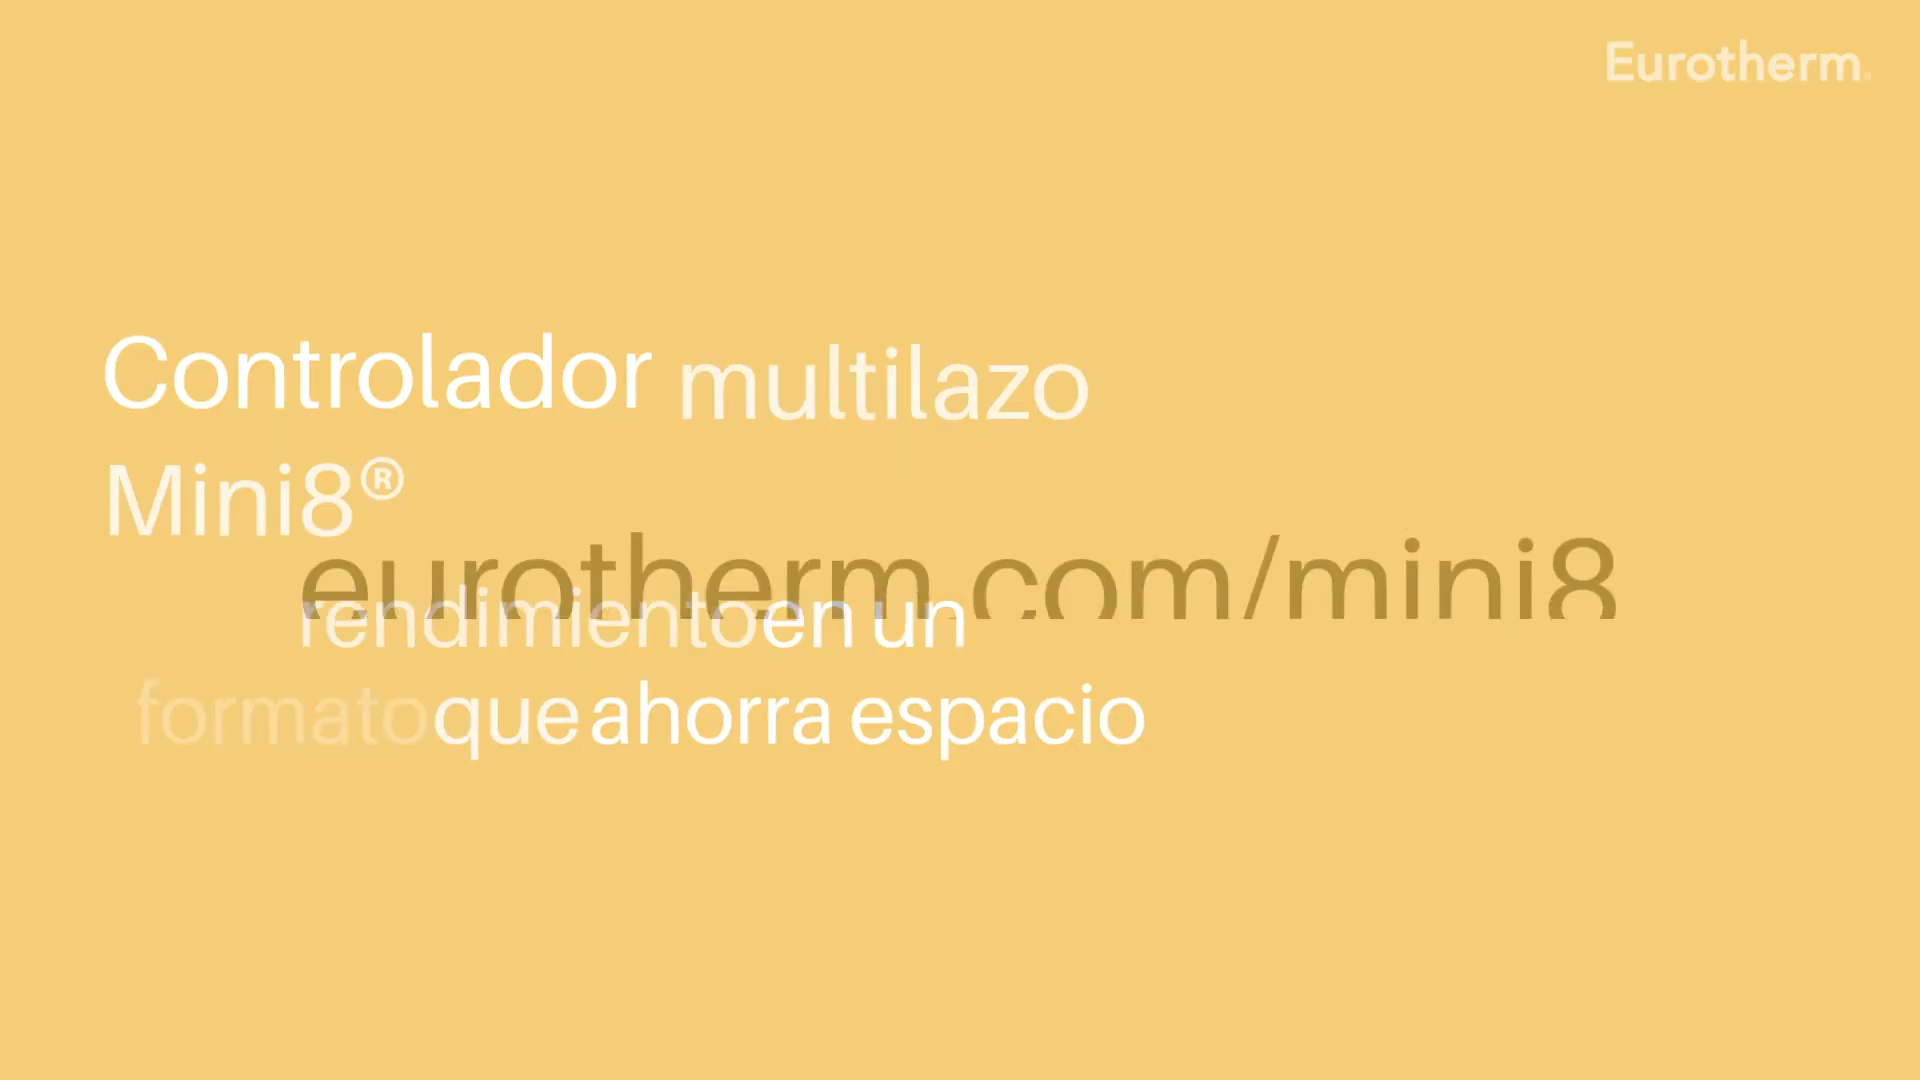 Eurotherm.
Controlador multilazo
Mini8®
eurotherm.com/mini8
rendimiento en un
formato que ahorra espacio